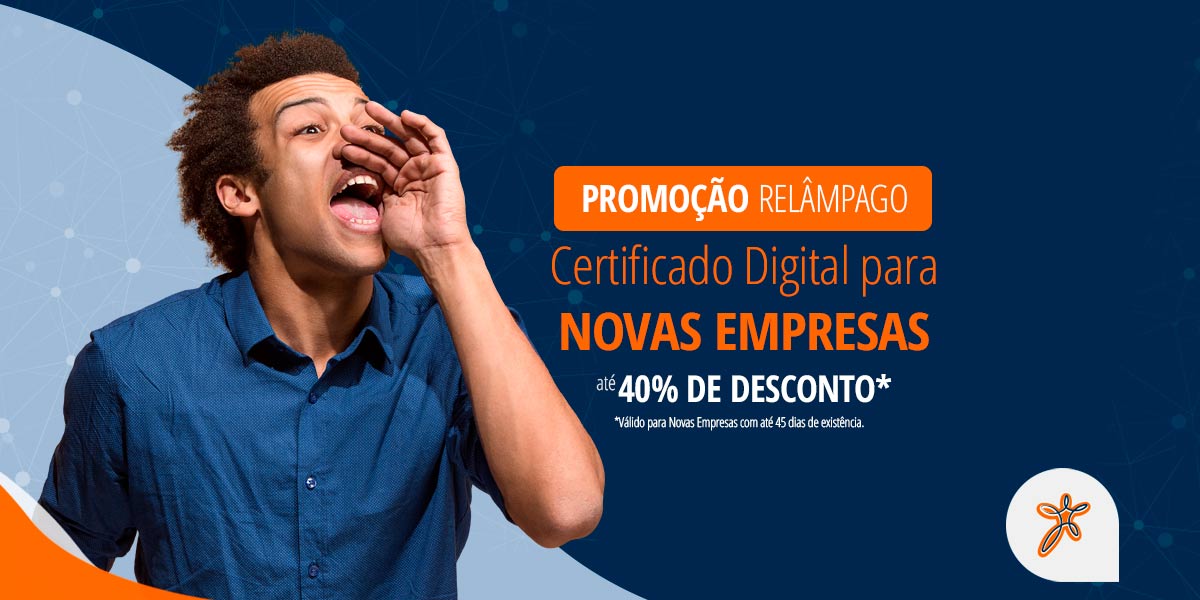 PROMOÇÃO RELÂMPAGO
Certificado Digital para
NOVAS EMPRESAS
até 40% DE DESCONTO*
*Válido para Novas Empresas com até 45 dias de existência.